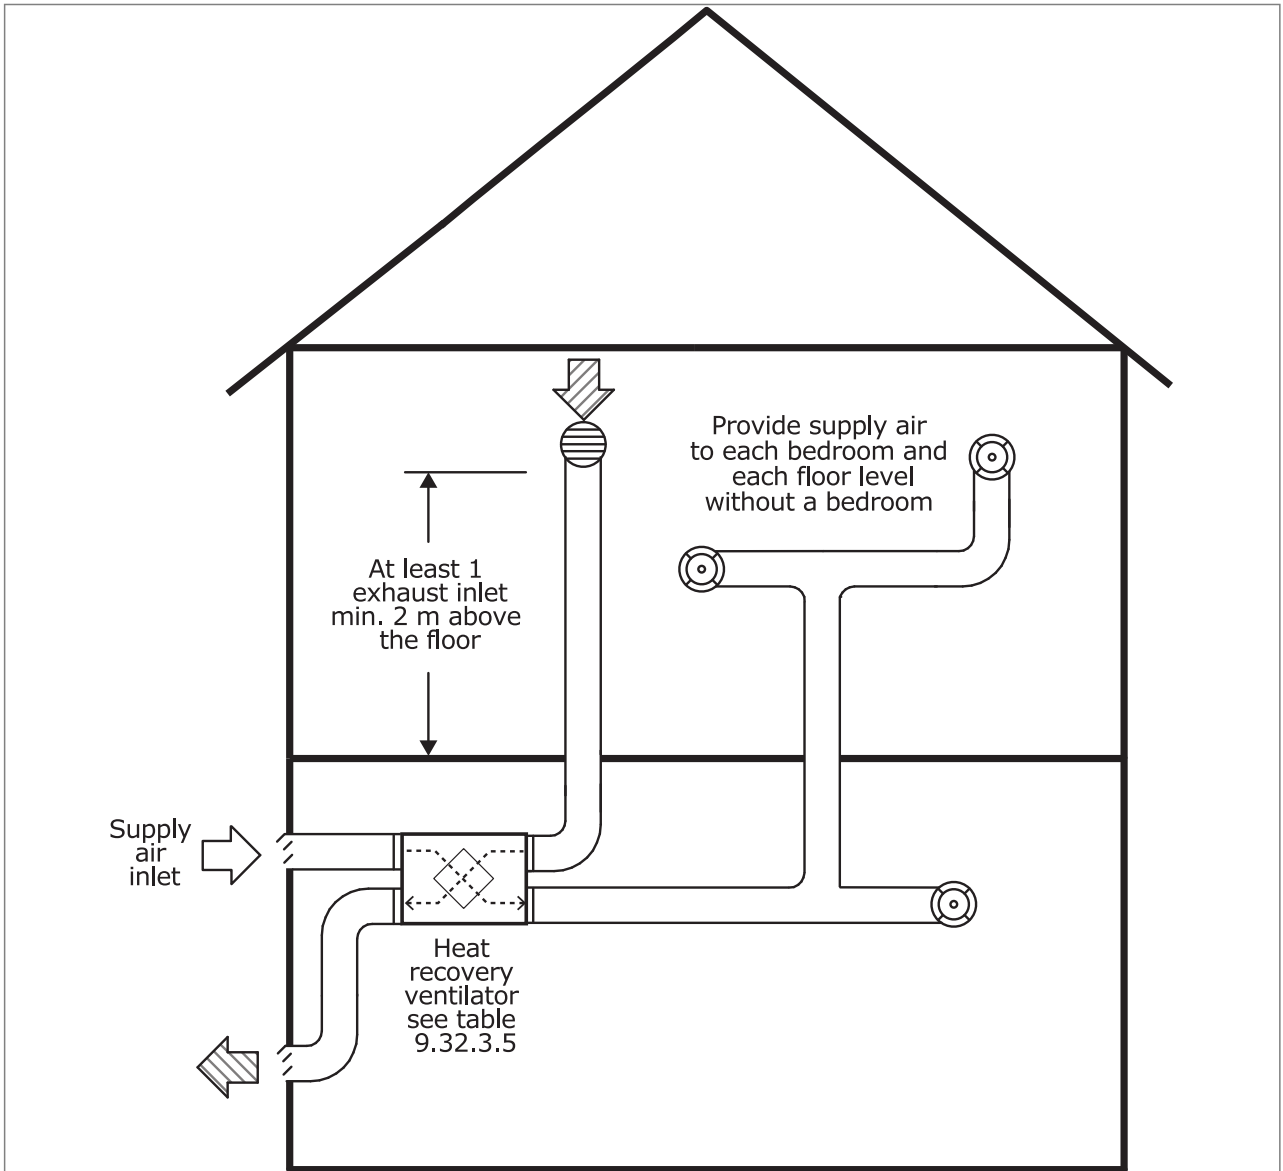 Provide supply air
to each bedroom and
each floor level
without a bedroom
At least 1
exhaust inlet
min. 2 m above
the floor
Supply
air
inlet
Heat
recovery
ventilator
see table
9.32.3.5